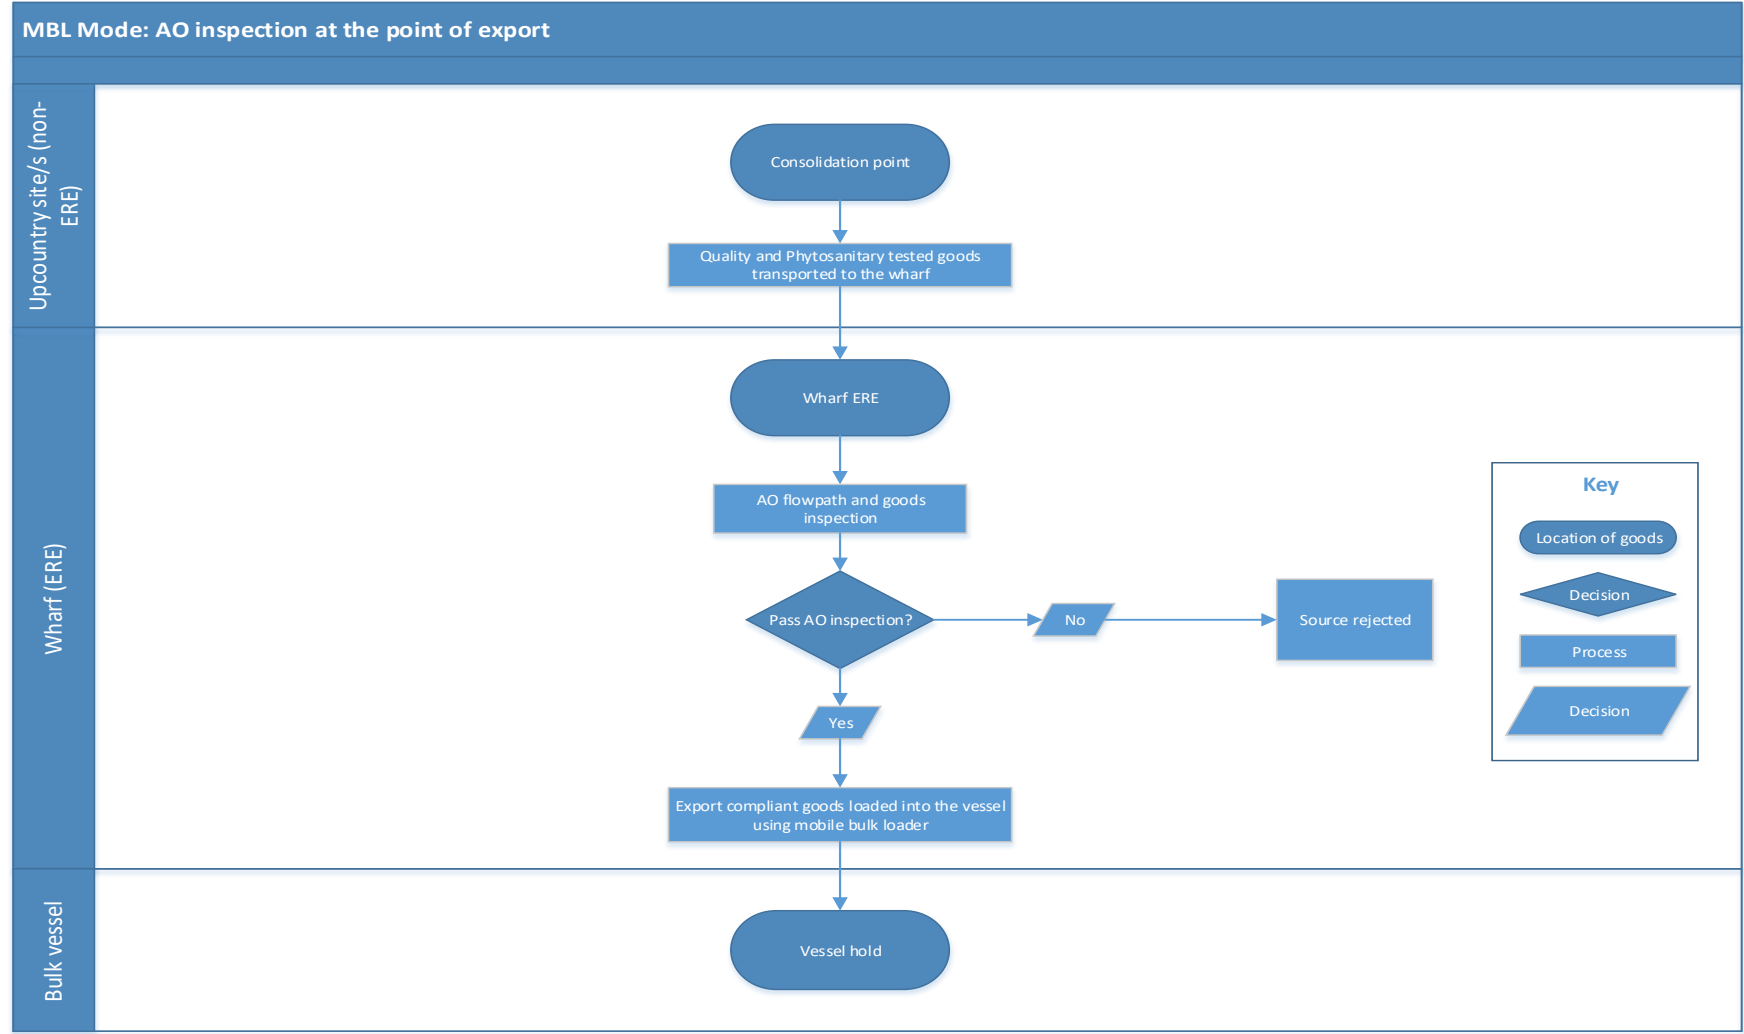 MBL Mode: AO inspection at the point of export
Upcountry site/s (non-
ERE)
Consolidation point
Quality and Phytosanitary tested goods
transported to the wharf
Wharf (ERE)
Wharf ERE
AO flowpath and goods
inspection
Pass AO inspection?
No
Source rejected
Yes
Export compliant goods loaded into the vessel
using mobile bulk loader
Key
Location of goods
Decision
Process
Decision
Bulk vessel
Vessel hold